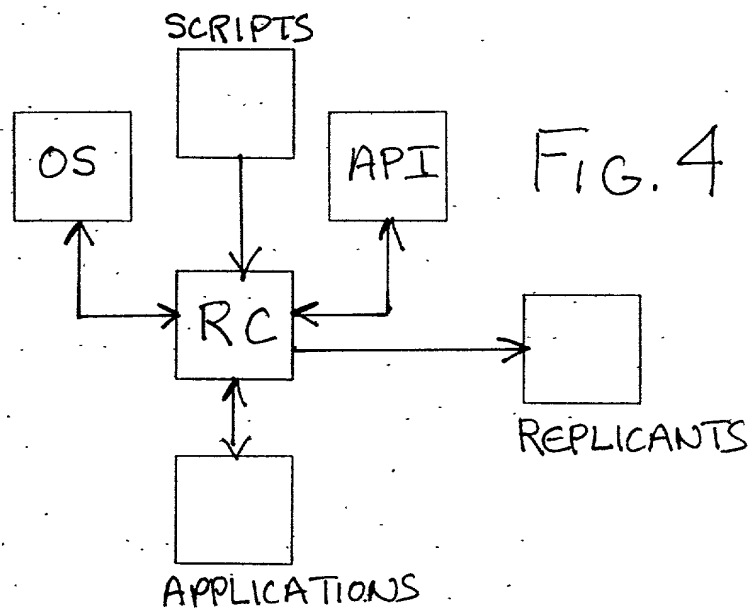 SCRIPTS
OS
API
FIG. 4
RC
REPLICANTS
APPLICATIONS